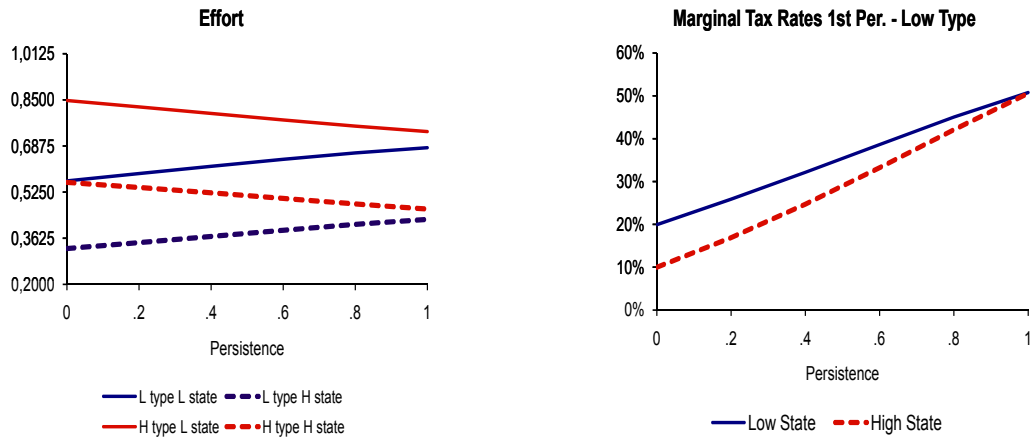 Effort
1,0125
0,8500
0,6875
0,5250
0,3625
0,2000
0 .2 .4 .6 .8 1
Persistence
L type L state L type H state
H type L state H type H state
Marginal Tax Rates 1st Per. - Low Type
60%
50%
40%
30%
20%
10%
0%
0 .2 .4 .6 .8 1
Persistence
Low State High State